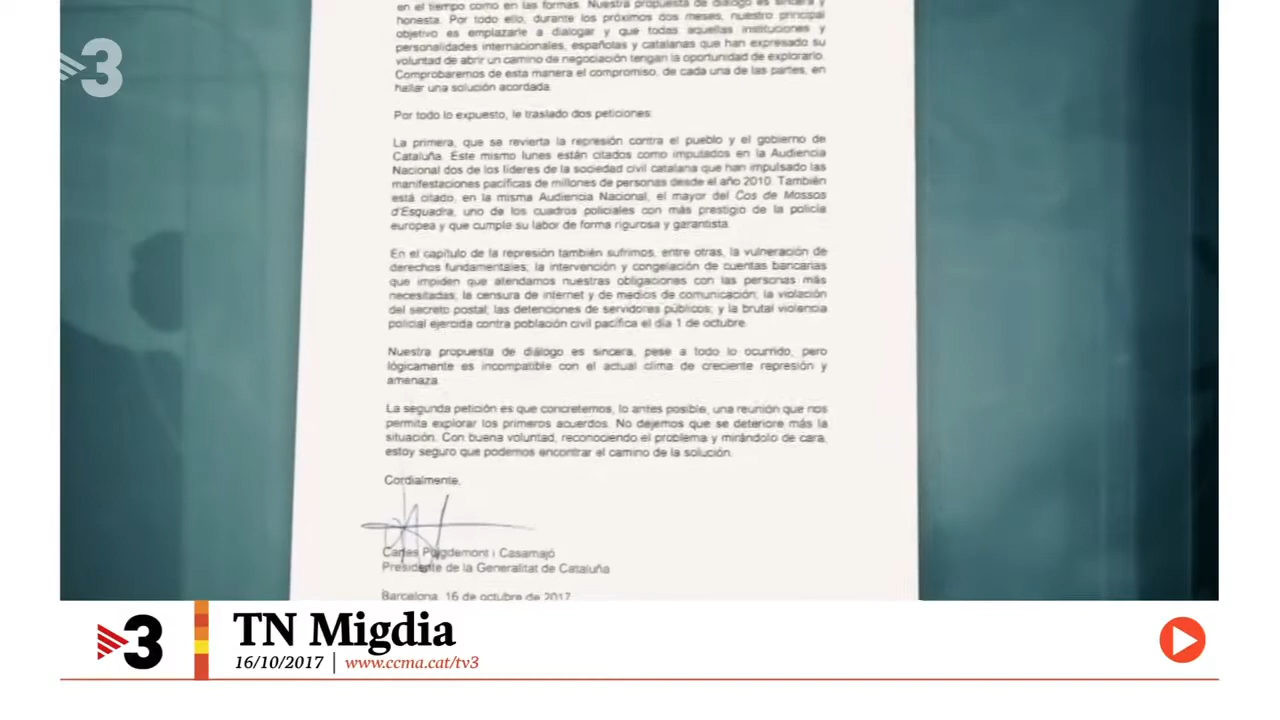 3
en el tiempo como en las formas. Nuestra propuesta de diálogo es sincera y
honesta. Por todo ello, durante los próximos dos meses, nuestro principal
objetivo es emplazarle a dialogar y que todas aquellas instituciones y
personalidades internacionales, españolas y catalanas que han expresado su
voluntad de abrir un camino de negociación tengan la oportunidad de explorarlo.
Comprobaremos de esta manera el compromiso, de cada una de las partes, en
hallar una solución acordada.
Por todo lo expuesto, le traslado dos peticiones:
La primera, que se revierta la represión contra el pueblo y el gobierno de
Cataluña. Este mismo lunes están citados como imputados en la Audiencia
Nacional dos de los líderes de la sociedad civil catalana que han impulsado las
manifestaciones pacíficas de millones de personas desde el año 2010. También
está citado, en la misma Audiencia Nacional, el mayor del Cos de Mossos
d'Esquadra, uno de los cuadros policiales con más prestigio de la policía
europea y que cumple su labor de forma rigurosa y garantista.
En el capítulo de la represión también sufrimos, entre otras, la vulneración de
derechos fundamentales; la intervención y congelación de cuentas bancarias
que impiden que atendamos nuestras obligaciones con las personas más
necesitadas; la censura de internet y de medios de comunicación; la violación
del secreto postal; las detenciones de servidores públicos; y la brutal violencia
policial ejercida contra población civil pacífica el día 1 de octubre.
Nuestra propuesta de diálogo es sincera, pese a todo lo ocurrido, pero
lógicamente es incompatible con el actual clima de creciente represión y
amenaza.
La segunda petición es que concretemos, lo antes posible, una reunión que nos
permita explorar los primeros acuerdos. No dejemos que se deteriore más la
situación. Con buena voluntad, reconociendo el problema y mirándolo de cara,
estoy seguro que podemos encontrar el camino de la solución.
Cordialmente,
Carles Puigdemont i Casamajó
Presidente de la Generalitat de Cataluña
Barcelona, 16 de octubre de 2017
3
TN Migdia
16/10/2017 | www.ccma.cat/tv3